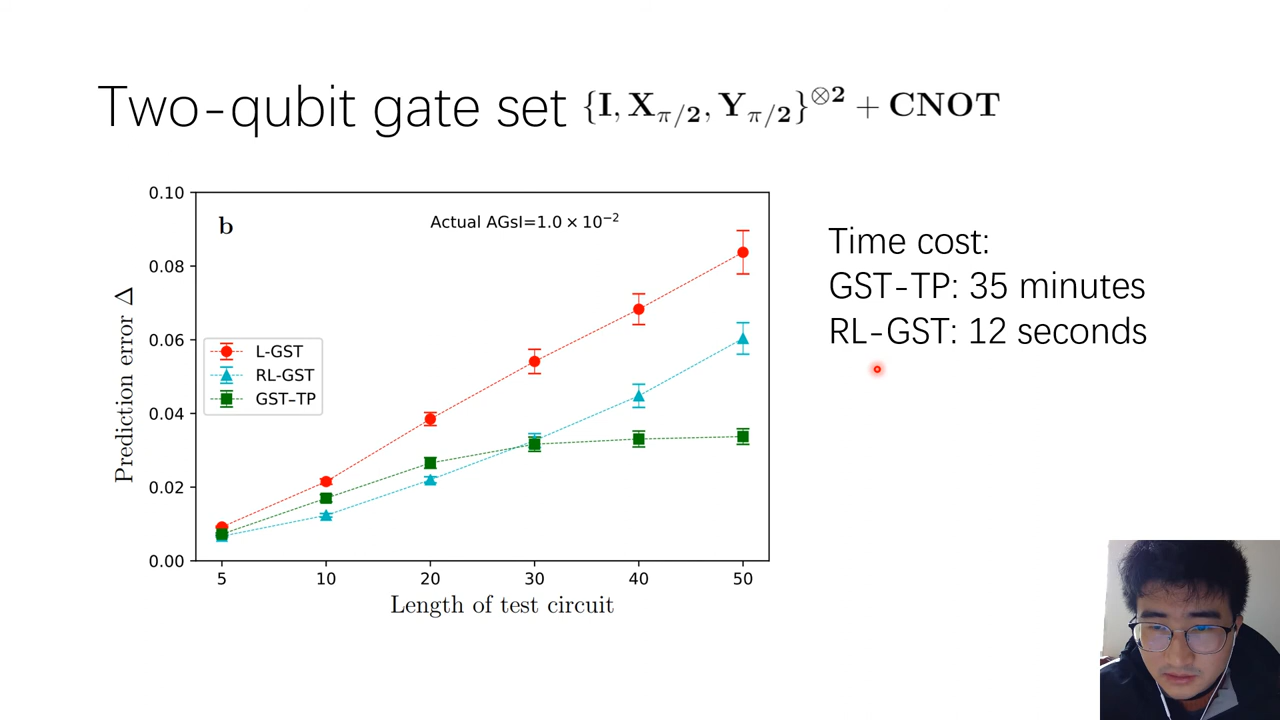 Two-qubit gate set {I, X_{π/2}, Y_{π/2}}^{⊗2} + CNOT
b
Actual AGsI=1.0 × 10^{−2}
Prediction error Δ
0.10
0.08
0.06
0.04
0.02
0.00
L-GST
RL-GST
GST–TP
5 10 20 30 40 50
Length of test circuit
Time cost:
GST-TP: 35 minutes
RL-GST: 12 seconds